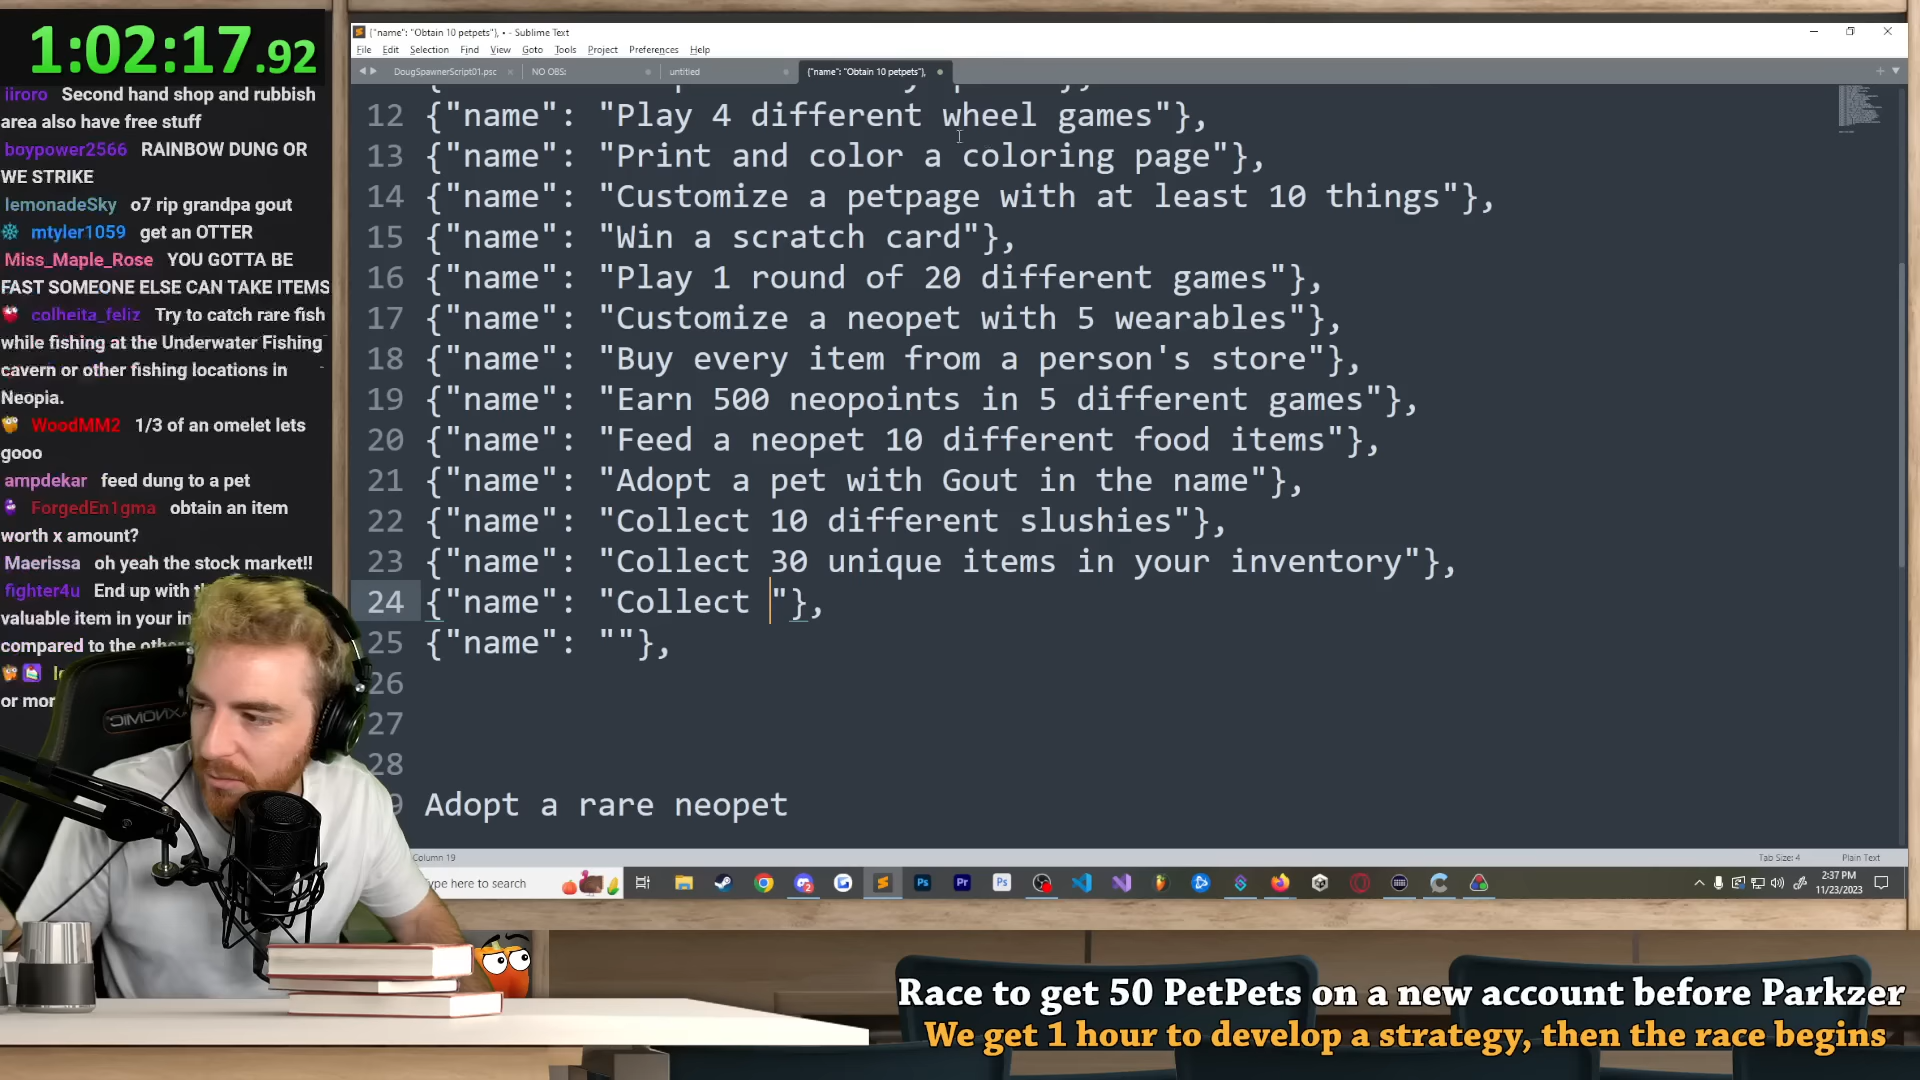 1:02:17.92
iiroro Second hand shop and rubbish
area also have free stuff
boypower2566 RAINBOW DUNG OR
WE STRIKE
lemonadeSky o7 rip grandpa gout
mtyler1059 get an OTTER
Miss_Maple_Rose YOU GOTTA BE
FAST SOMEONE ELSE CAN TAKE ITEMS
colheita_feliz Try to catch rare fish
while fishing at the Underwater Fishing
cavern or other fishing locations in
Neopia.
WoodMM2 1/3 of an omelet lets
gooo
ampdekar feed dung to a pet
ForgedEn1gma obtain an item
worth x amount?
Maerissa oh yeah the stock market!!
fighter4u End up with
valuable item in your
compared to the
or
{"name": "Obtain 10 petpets"}, • - Sublime Text
File Edit Selection Find View Goto Tools Project Preferences Help
DougSpawnerScript01.psc NO OBS: untitled {"name": "Obtain 10 petpets"},
12 {"name": "Play 4 different wheel games"},
13 {"name": "Print and color a coloring page"},
14 {"name": "Customize a petpage with at least 10 things"},
15 {"name": "Win a scratch card"},
16 {"name": "Play 1 round of 20 different games"},
17 {"name": "Customize a neopet with 5 wearables"},
18 {"name": "Buy every item from a person's store"},
19 {"name": "Earn 500 neopoints in 5 different games"},
20 {"name": "Feed a neopet 10 different food items"},
21 {"name": "Adopt a pet with Gout in the name"},
22 {"name": "Collect 10 different slushies"},
23 {"name": "Collect 30 unique items in your inventory"},
24 {"name": "Collect "},
25 {"name": ""},
26
27
28
Adopt a rare neopet
Column 19 Tab Size: 4 Plain Text
Type here to search
2:37 PM
11/23/2023
Race to get 50 PetPets on a new account before Parkzer
We get 1 hour to develop a strategy, then the race begins